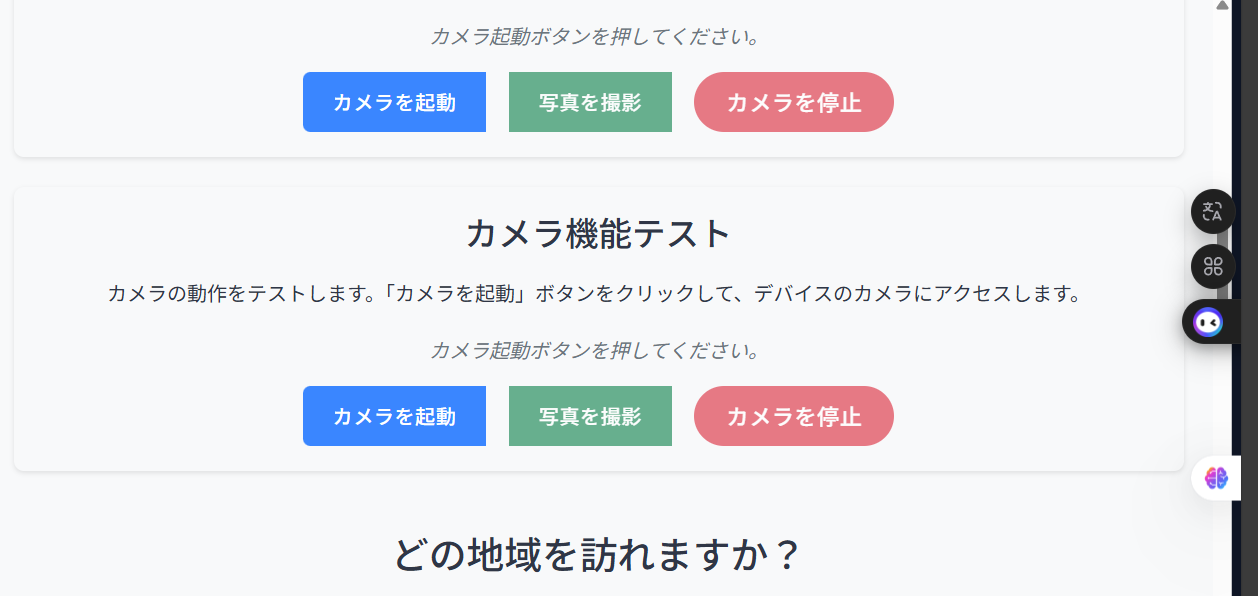 カメラ起動ボタンを押してください。
カメラを起動 写真を撮影 カメラを停止
カメラ機能テスト
カメラの動作をテストします。「カメラを起動」ボタンをクリックして、デバイスのカメラにアクセスします。
カメラ起動ボタンを押してください。
カメラを起動 写真を撮影 カメラを停止
どの地域を訪れますか？